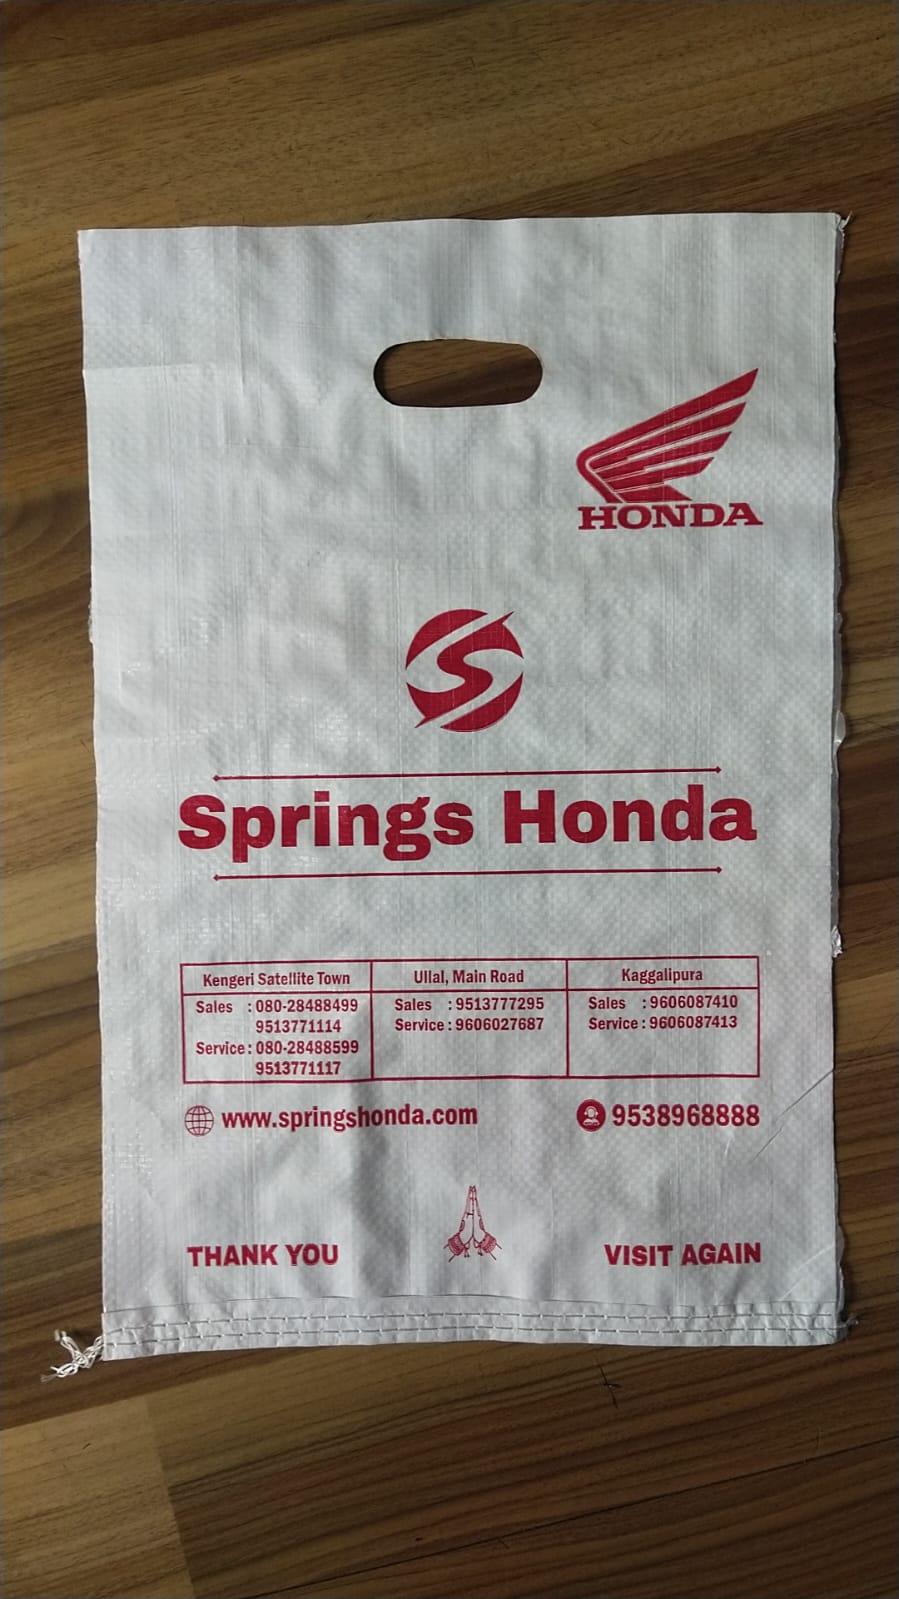 HONDA
Springs Honda
Kengeri Satellite Town
Sales : 080-28488499
9513771114
Service : 080-28488599
9513771117
Ullal, Main Road
Sales : 9513777295
Service : 9606027687
Kaggalipura
Sales : 9606087410
Service : 9606087413
www.springshonda.com
9538968888
THANK YOU
VISIT AGAIN